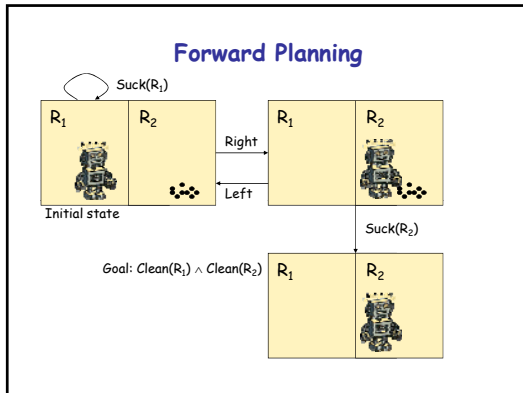 Forward Planning
Suck(R₁)
R₁
R₂
Right
Left
R₁
R₂
Initial state
Suck(R₂)
Goal: Clean(R₁) ∧ Clean(R₂)
R₁
R₂